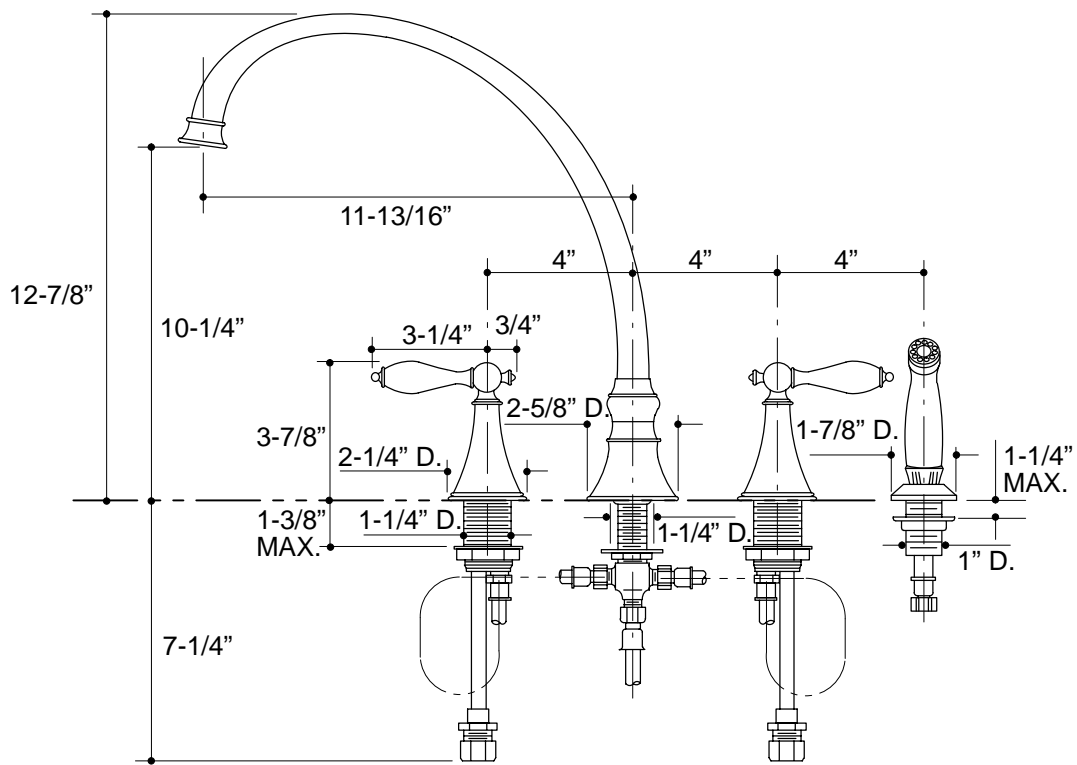 11-13/16”
4”
4”
4”
12-7/8”
10-1/4”
3-1/4”
3/4”
2-5/8” D.
3-7/8”
1-7/8” D.
2-1/4” D.
1-1/4”
MAX.
1-3/8”
MAX.
1-1/4” D.
1-1/4” D.
1” D.
7-1/4”